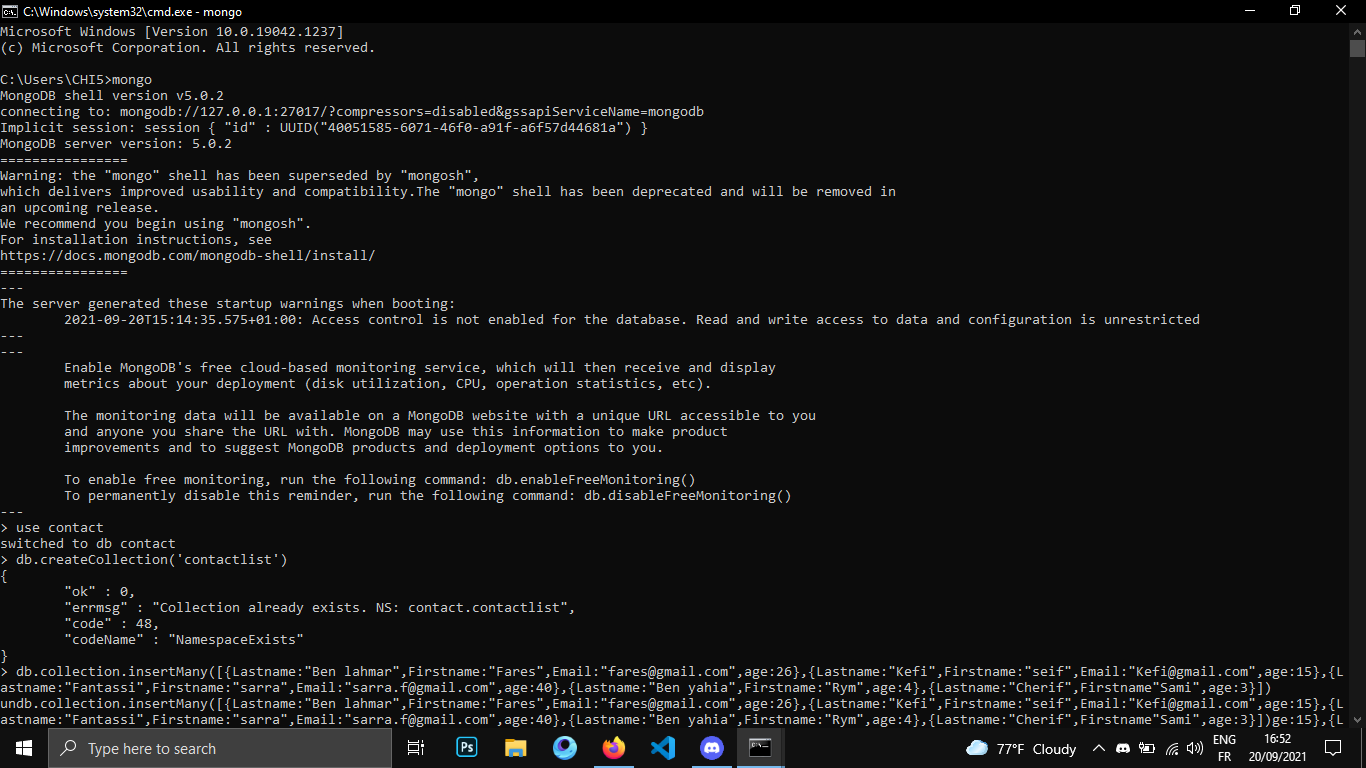 C:\Windows\system32\cmd.exe - mongo
Microsoft Windows [Version 10.0.19042.1237]
(c) Microsoft Corporation. All rights reserved.
C:\Users\CHI5>mongo
MongoDB shell version v5.0.2
connecting to: mongodb://127.0.0.1:27017/?compressors=disabled&gssapiServiceName=mongodb
Implicit session: session { "id" : UUID("40051585-6071-46f0-a91f-a6f57d44681a") }
MongoDB server version: 5.0.2
================
Warning: the "mongo" shell has been superseded by "mongosh",
which delivers improved usability and compatibility.The "mongo" shell has been deprecated and will be removed in
an upcoming release.
We recommend you begin using "mongosh".
For installation instructions, see
https://docs.mongodb.com/mongodb-shell/install/
================
---
The server generated these startup warnings when booting:
        2021-09-20T15:14:35.575+01:00: Access control is not enabled for the database. Read and write access to data and configuration is unrestricted
---
---
        Enable MongoDB's free cloud-based monitoring service, which will then receive and display
        metrics about your deployment (disk utilization, CPU, operation statistics, etc).
        The monitoring data will be available on a MongoDB website with a unique URL accessible to you
        and anyone you share the URL with. MongoDB may use this information to make product
        improvements and to suggest MongoDB products and deployment options to you.
        To enable free monitoring, run the following command: db.enableFreeMonitoring()
        To permanently disable this reminder, run the following command: db.disableFreeMonitoring()
---
> use contact
switched to db contact
> db.createCollection('contactlist')
{
        "ok" : 0,
        "errmsg" : "Collection already exists. NS: contact.contactlist",
        "code" : 48,
        "codeName" : "NamespaceExists"
}
> db.collection.insertMany([{Lastname:"Ben lahmar",Firstname:"Fares",Email:"fares@gmail.com",age:26},{Lastname:"Kefi",Firstname:"seif",Email:"Kefi@gmail.com",age:15},{L
astname:"Fantassi",Firstname:"sarra",Email:"sarra.f@gmail.com",age:40},{Lastname:"Ben yahia",Firstname:"Rym",age:4},{Lastname:"Cherif",Firstname"Sami",age:3}])
undb.collection.insertMany([{Lastname:"Ben lahmar",Firstname:"Fares",Email:"fares@gmail.com",age:26},{Lastname:"Kefi",Firstname:"seif",Email:"Kefi@gmail.com",age:15},{L
astname:"Fantassi",Firstname:"sarra",Email:"sarra.f@gmail.com",age:40},{Lastname:"Ben yahia",Firstname:"Rym",age:4},{Lastname:"Cherif",Firstname"Sami",age:3}])ge:15},{L
Type here to search
Ps
77°F Cloudy
ENG
FR
16:52
20/09/2021